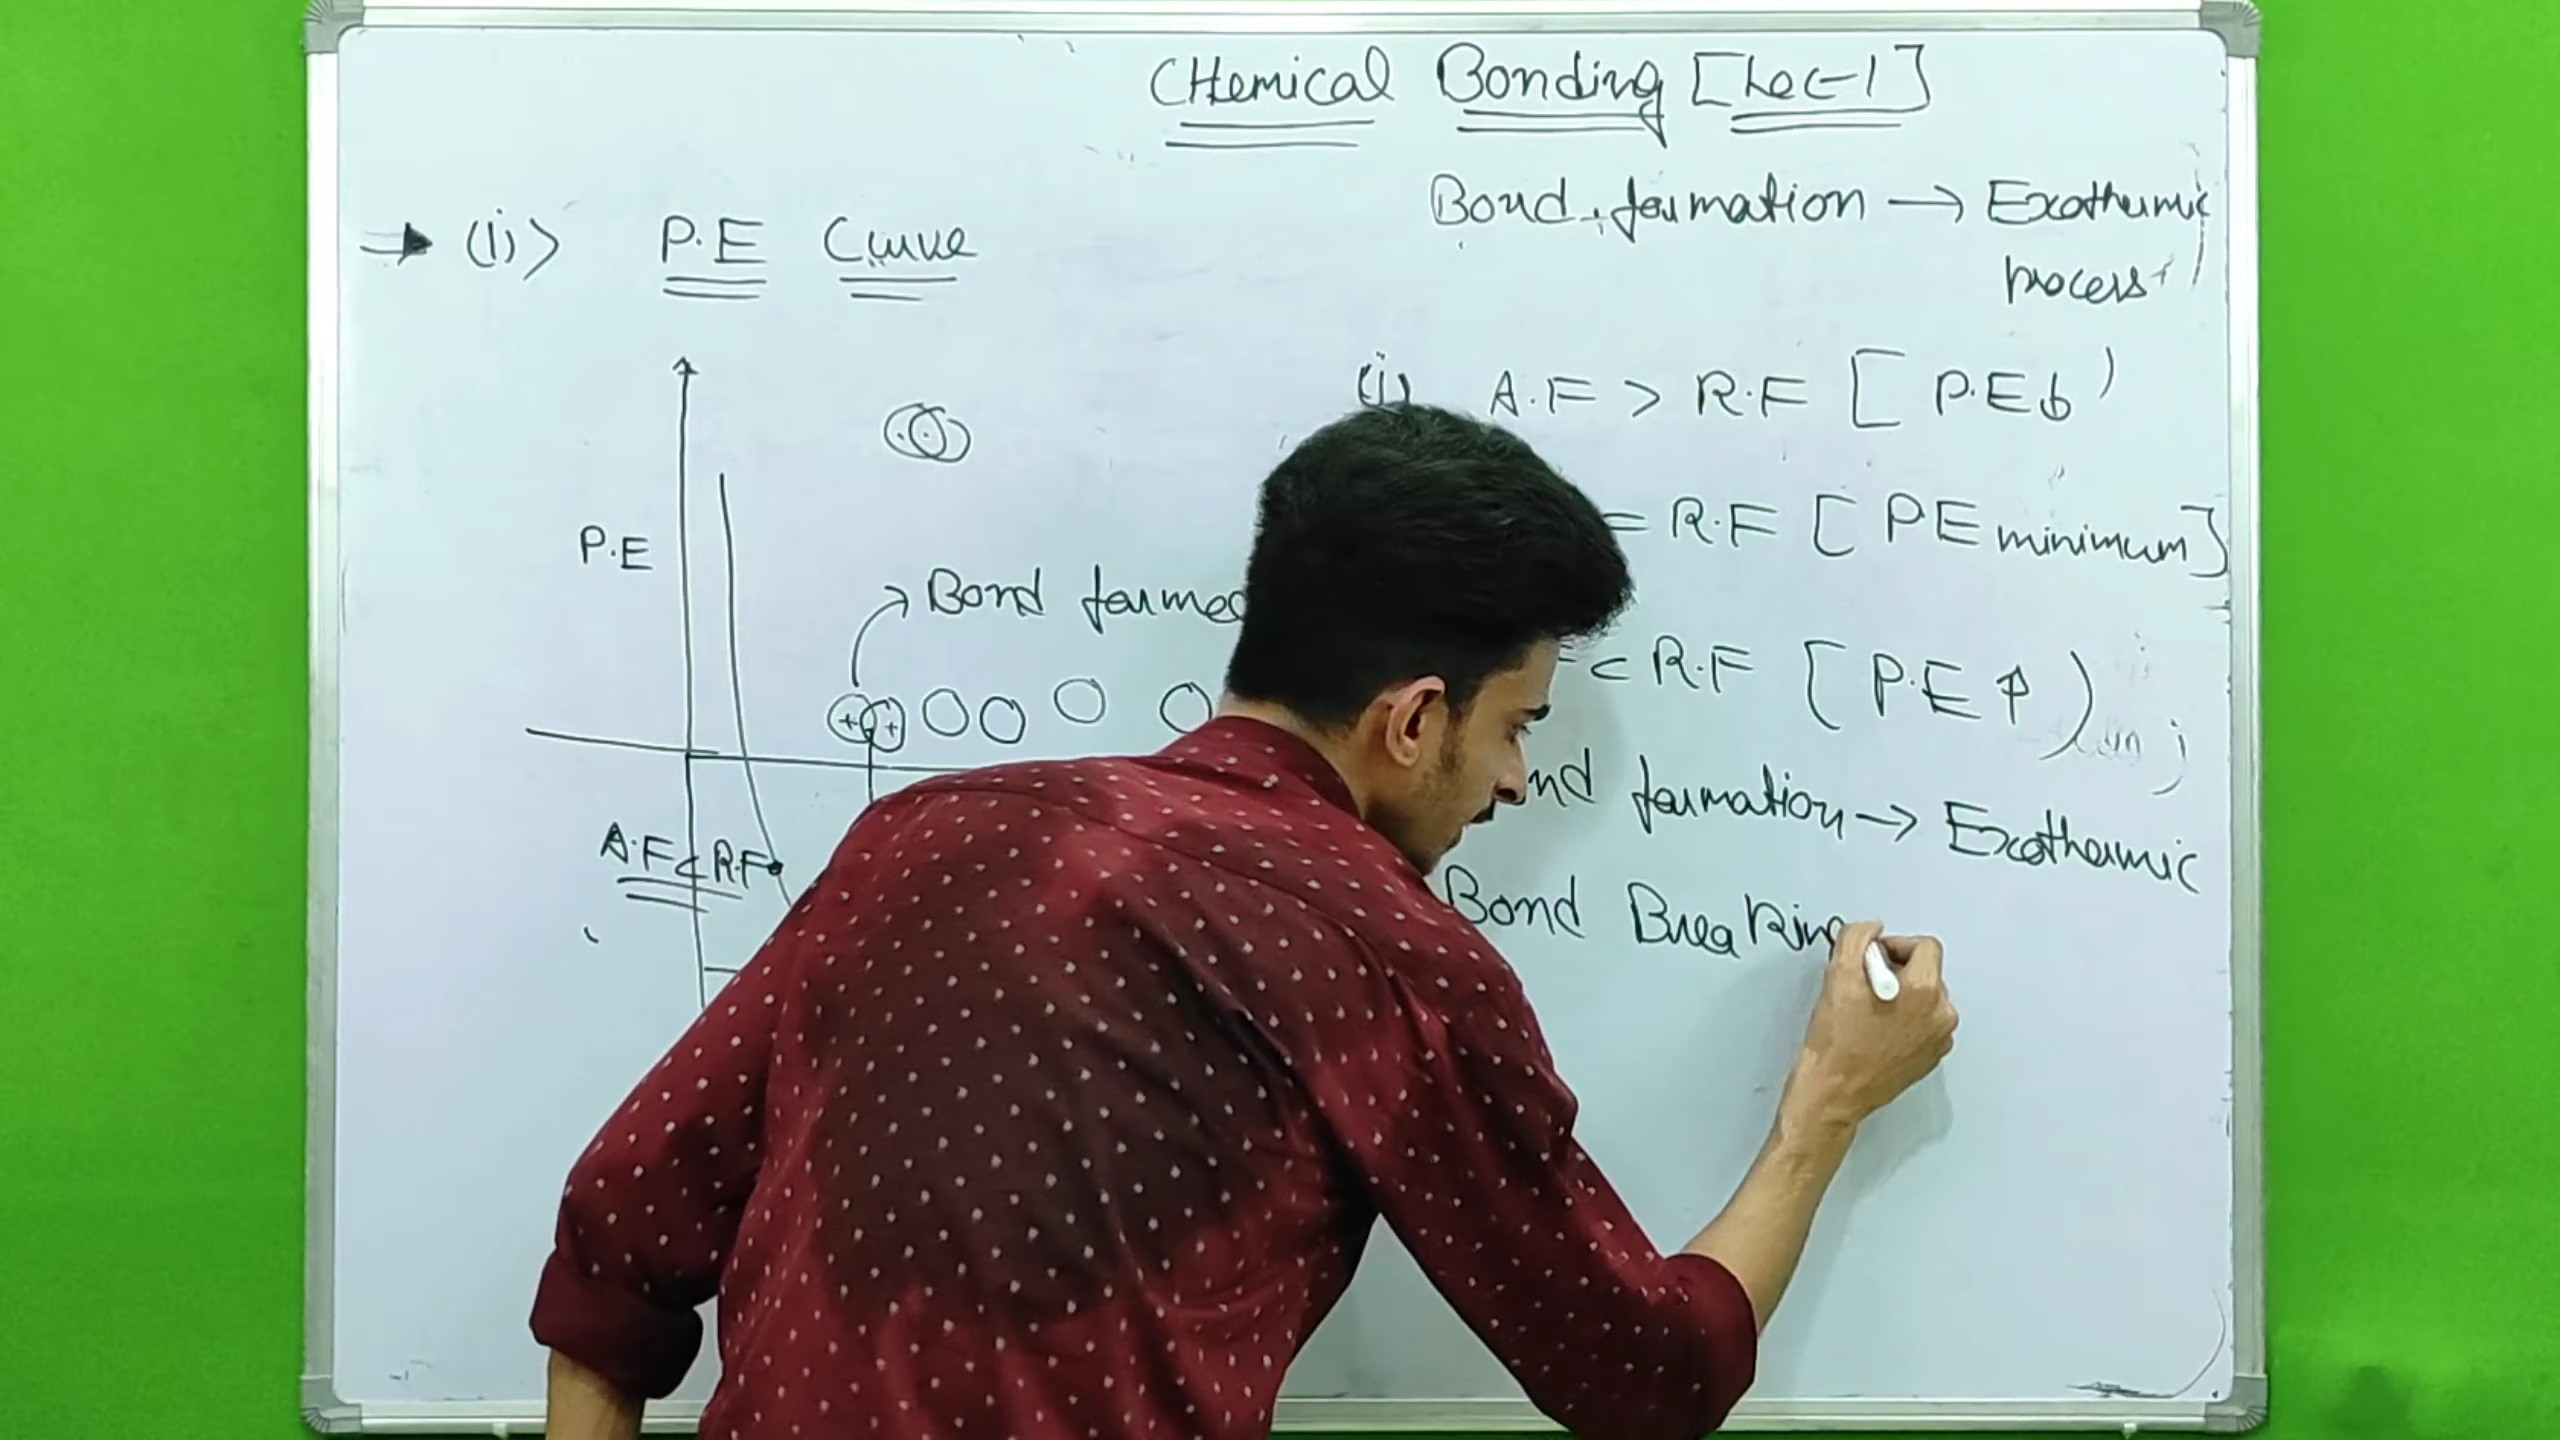 CHemical Bonding [Lec-1]
Bond formation → Exothermic
process
→ (i) P.E Curve
(i) A.F > R.F [P.E↓)
= R.F [PE minimum]
P.E
→ Bond formed
< R.F [P.E↑)
nd formation → Exothermic
A.F < R.F
Bond Breaking